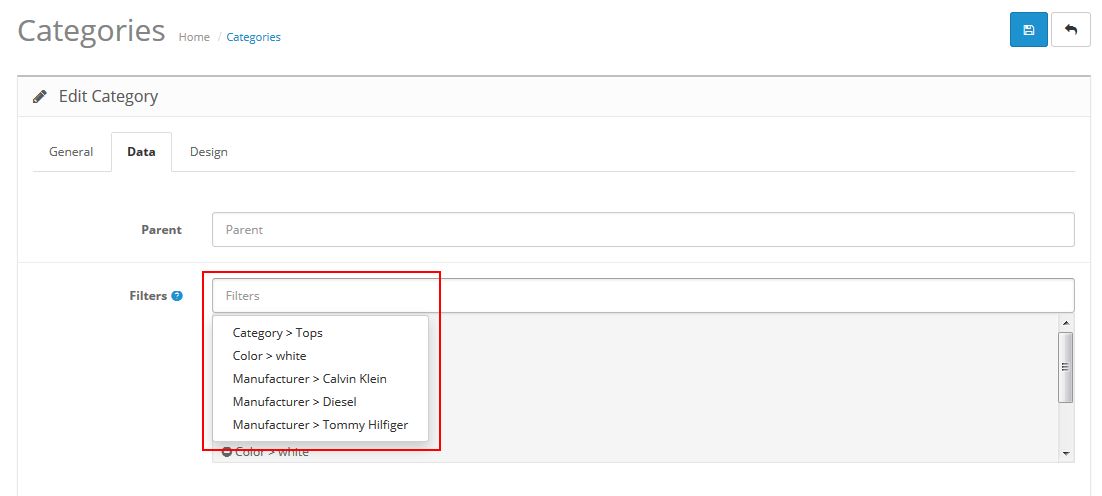 Categories Home / Categories
Edit Category
General Data Design
Parent Parent
Filters ? Filters
Category > Tops
Color > white
Manufacturer > Calvin Klein
Manufacturer > Diesel
Manufacturer > Tommy Hilfiger
Color > white